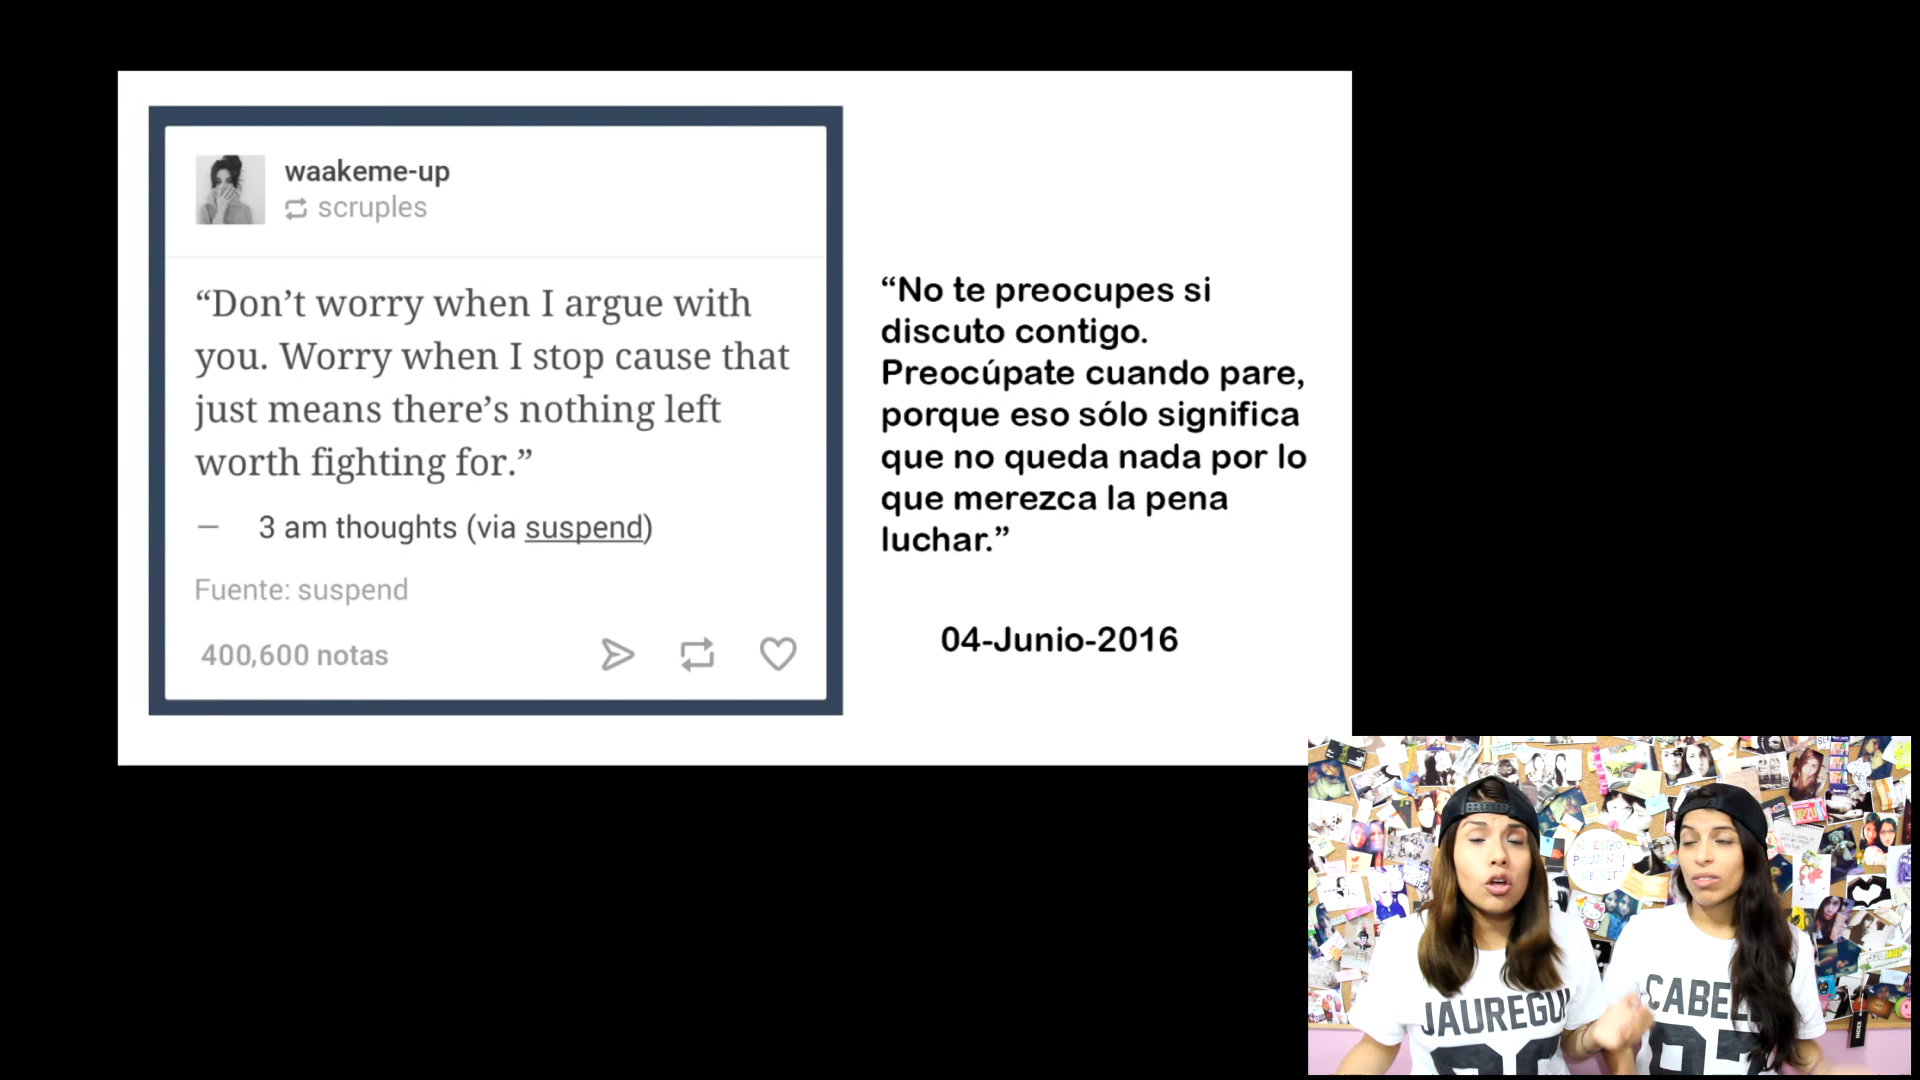 waakeme-up
scruples
“Don’t worry when I argue with
you. Worry when I stop cause that
just means there’s nothing left
worth fighting for.”
— 3 am thoughts (via suspend)
Fuente: suspend
400,600 notas
“No te preocupes si
discuto contigo.
Preocúpate cuando pare,
porque eso sólo significa
que no queda nada por lo
que merezca la pena
luchar.”
04-Junio-2016
JAUREGUI
CABEL